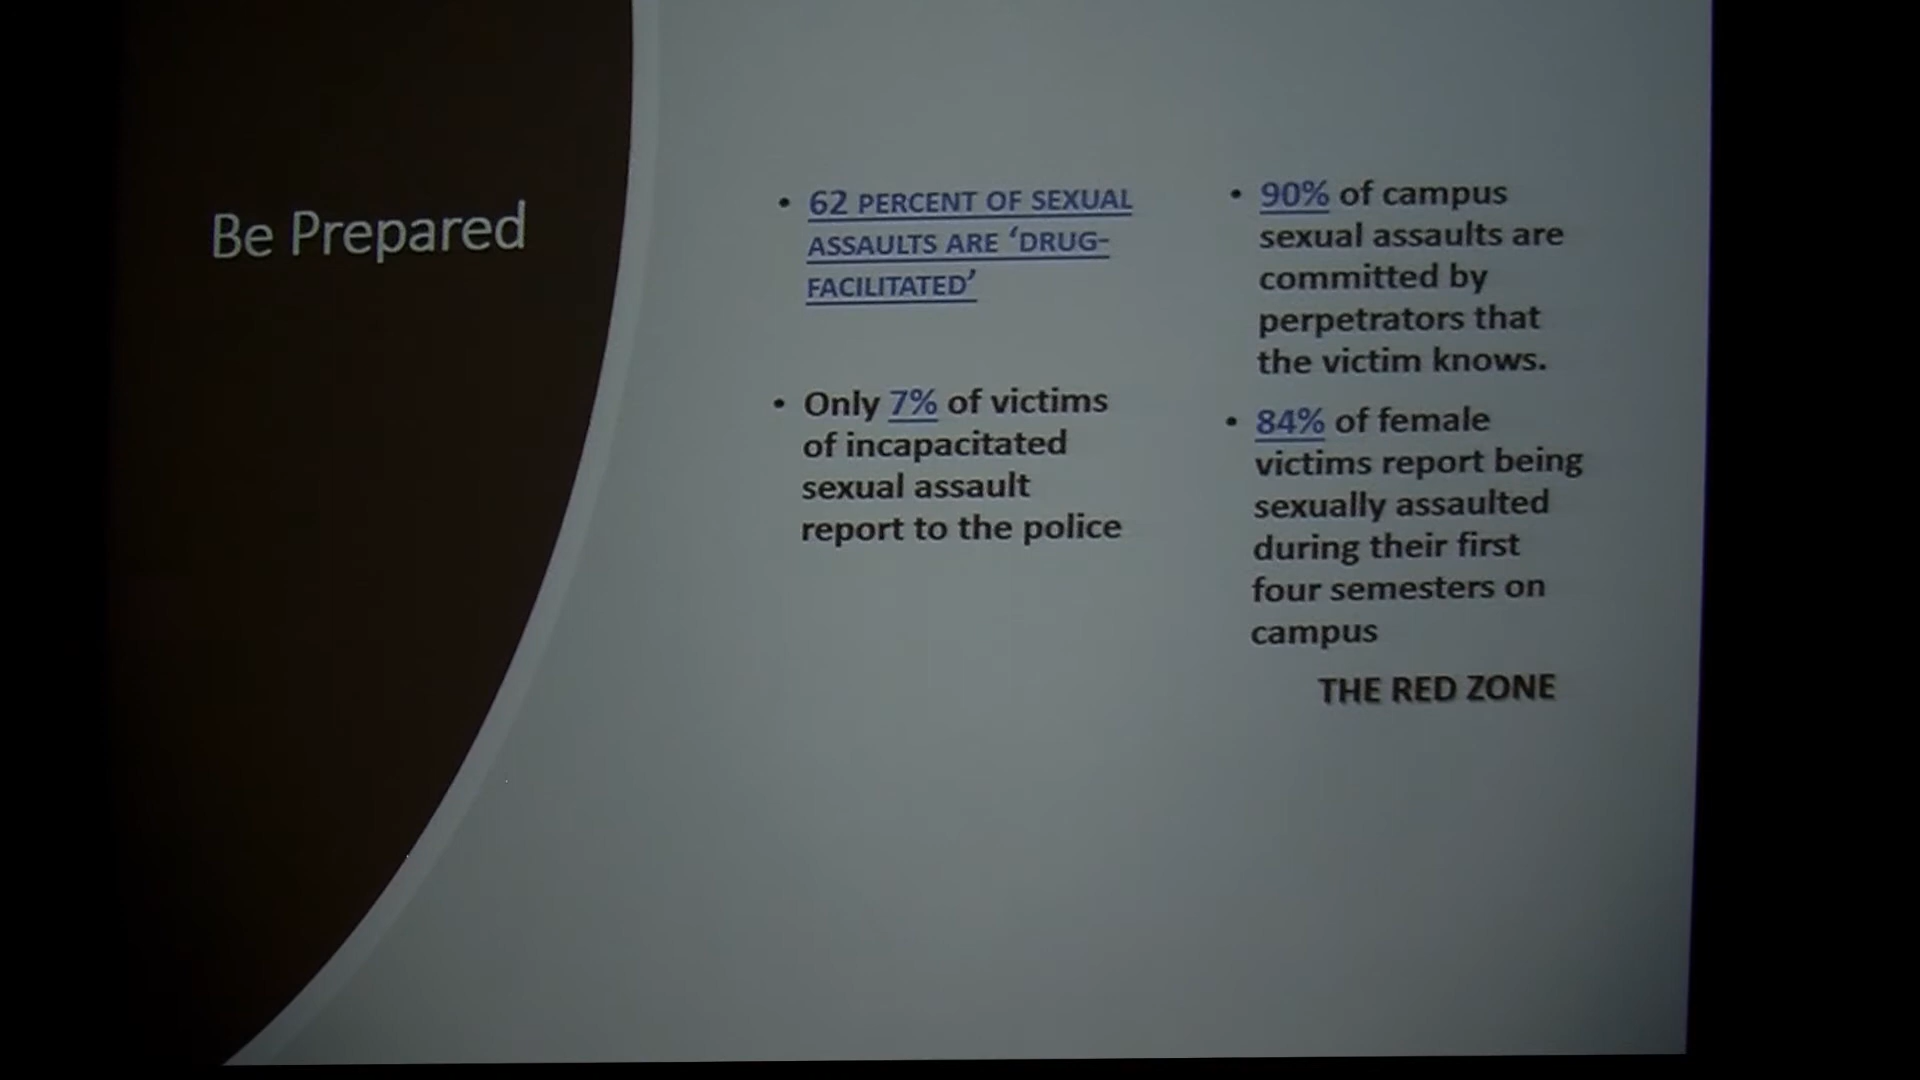 Be Prepared
• 62 PERCENT OF SEXUAL
ASSAULTS ARE ‘DRUG-
FACILITATED’
• Only 7% of victims
of incapacitated
sexual assault
report to the police
• 90% of campus
sexual assaults are
committed by
perpetrators that
the victim knows.
• 84% of female
victims report being
sexually assaulted
during their first
four semesters on
campus
THE RED ZONE